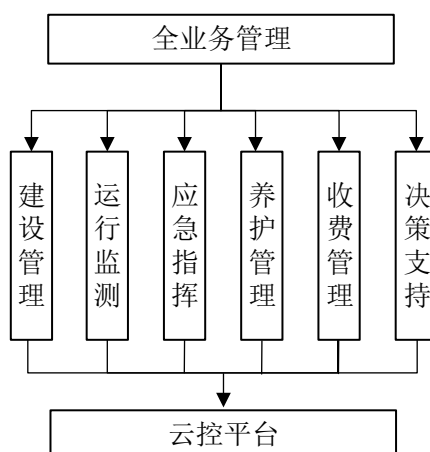 全业务管理
建设管理
运行监测
应急指挥
养护管理
收费管理
决策支持
云控平台